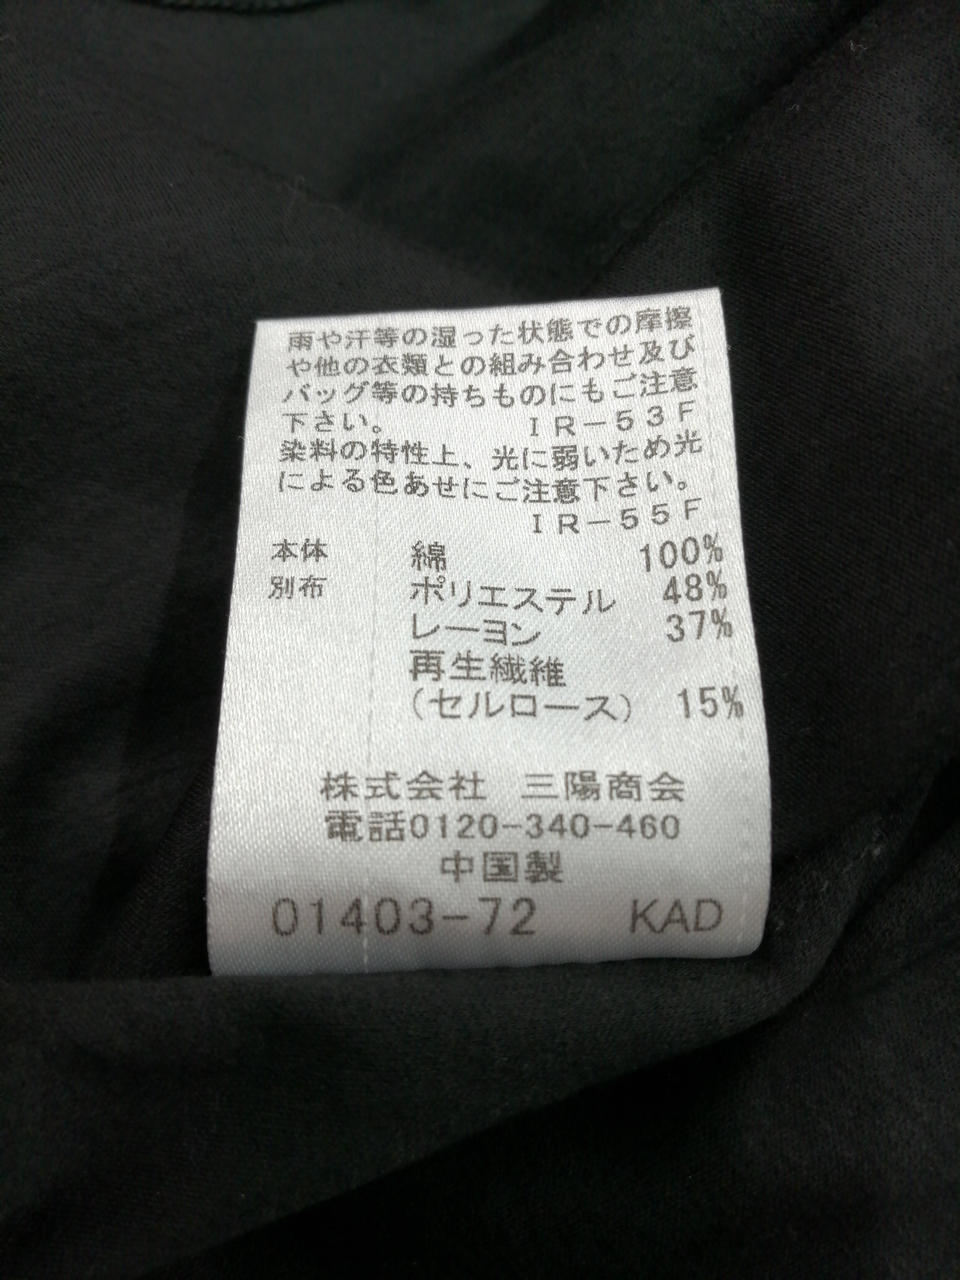 雨や汗等の湿った状態での摩擦
や他の衣類との組み合わせ及び
バッグ等の持ちものにもご注意
下さい。 IR-53F
染料の特性上、光に弱いため光
による色あせにご注意下さい。
IR-55F
本体 綿 100%
別布 ポリエステル 48%
レーヨン 37%
再生繊維
(セルロース) 15%
株式会社 三陽商会
電話0120-340-460
中国製
01403-72 KAD